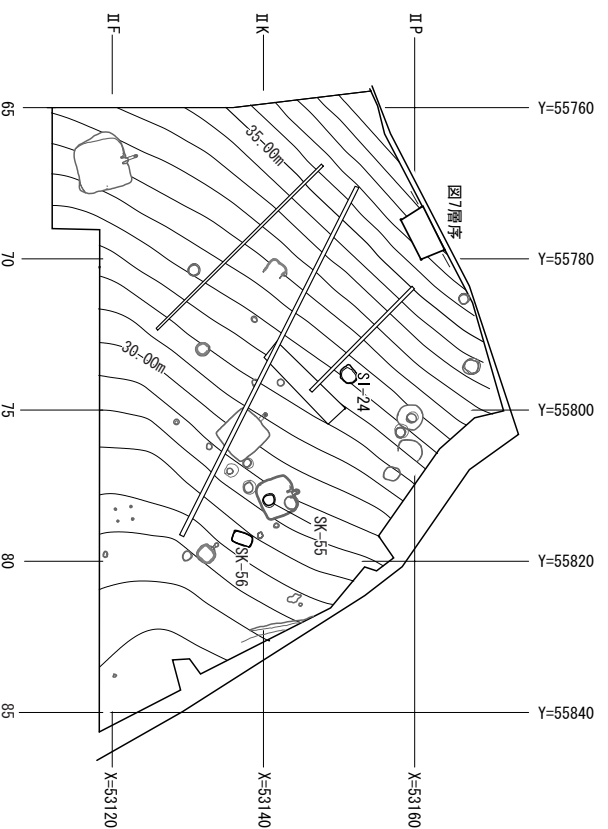 ⅡF
ⅡK
ⅡP
65
Y=55760
35.00m
図7層序
70
Y=55780
30.00m
SI-24
75
Y=55800
SK-55
SK-56
80
Y=55820
85
Y=55840
X=53120
X=53140
X=53160